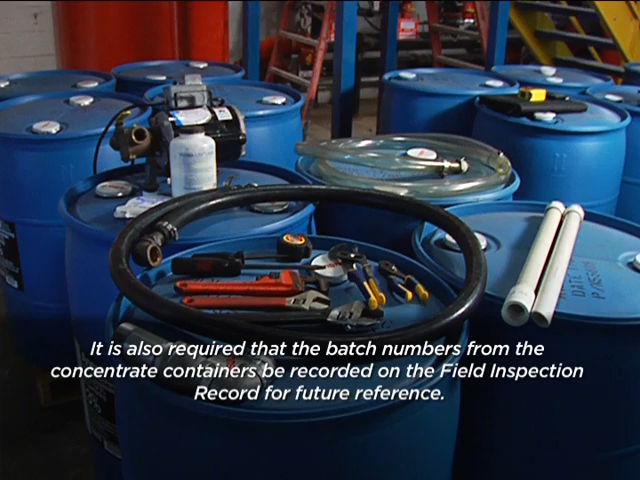 It is also required that the batch numbers from the
concentrate containers be recorded on the Field Inspection
Record for future reference.